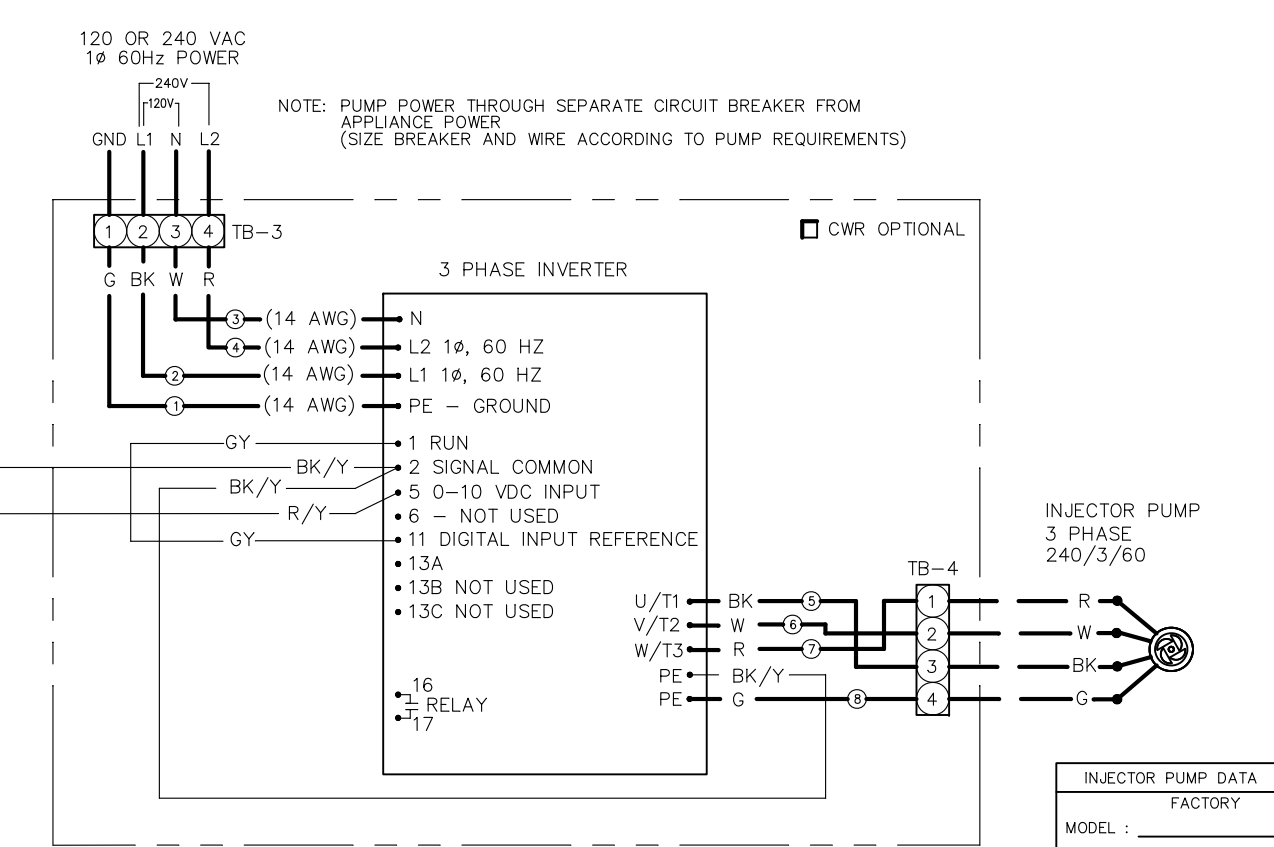 120 OR 240 VAC
1ø 60Hz POWER
240V
120V
GND L1 N L2
NOTE: PUMP POWER THROUGH SEPARATE CIRCUIT BREAKER FROM
APPLIANCE POWER
(SIZE BREAKER AND WIRE ACCORDING TO PUMP REQUIREMENTS)
1 2 3 4 TB-3
CWR OPTIONAL
G BK W R
3 PHASE INVERTER
3 (14 AWG) N
4 (14 AWG) L2 1ø, 60 HZ
2 (14 AWG) L1 1ø, 60 HZ
1 (14 AWG) PE - GROUND
GY 1 RUN
BK/Y 2 SIGNAL COMMON
BK/Y
5 0-10 VDC INPUT
R/Y
6 - NOT USED
GY 11 DIGITAL INPUT REFERENCE
13A
13B NOT USED
13C NOT USED
16
RELAY
17
U/T1 BK 5
V/T2 W 6
W/T3 R 7
PE BK/Y
PE G 8
TB-4
1
2
3
4
INJECTOR PUMP
3 PHASE
240/3/60
R
W
BK
G
INJECTOR PUMP DATA
FACTORY
MODEL :